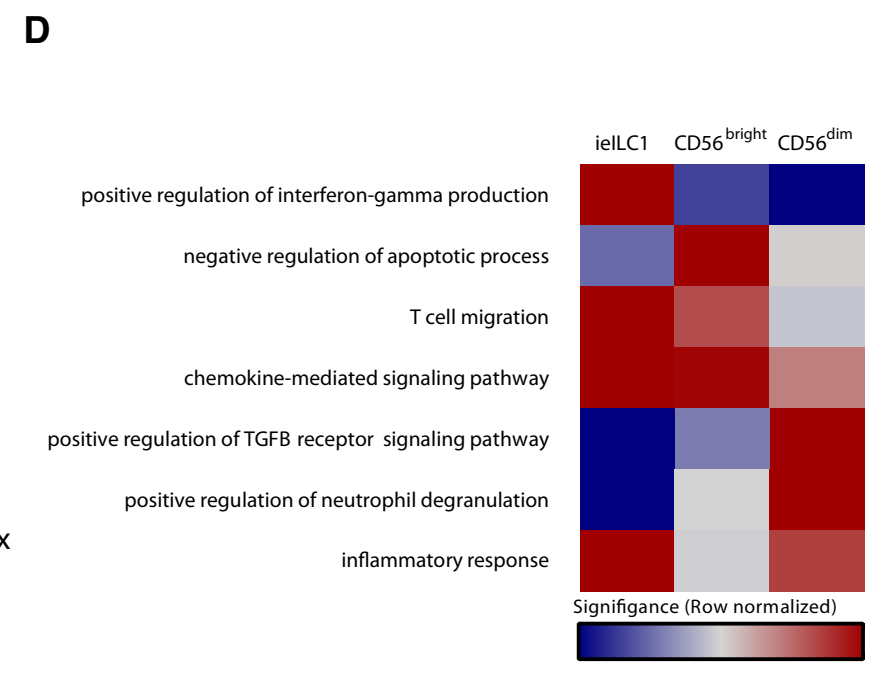 D
ieILC1 CD56bright CD56dim
positive regulation of interferon-gamma production
negative regulation of apoptotic process
T cell migration
chemokine-mediated signaling pathway
positive regulation of TGFB receptor signaling pathway
positive regulation of neutrophil degranulation
x
inflammatory response
Signifigance (Row normalized)